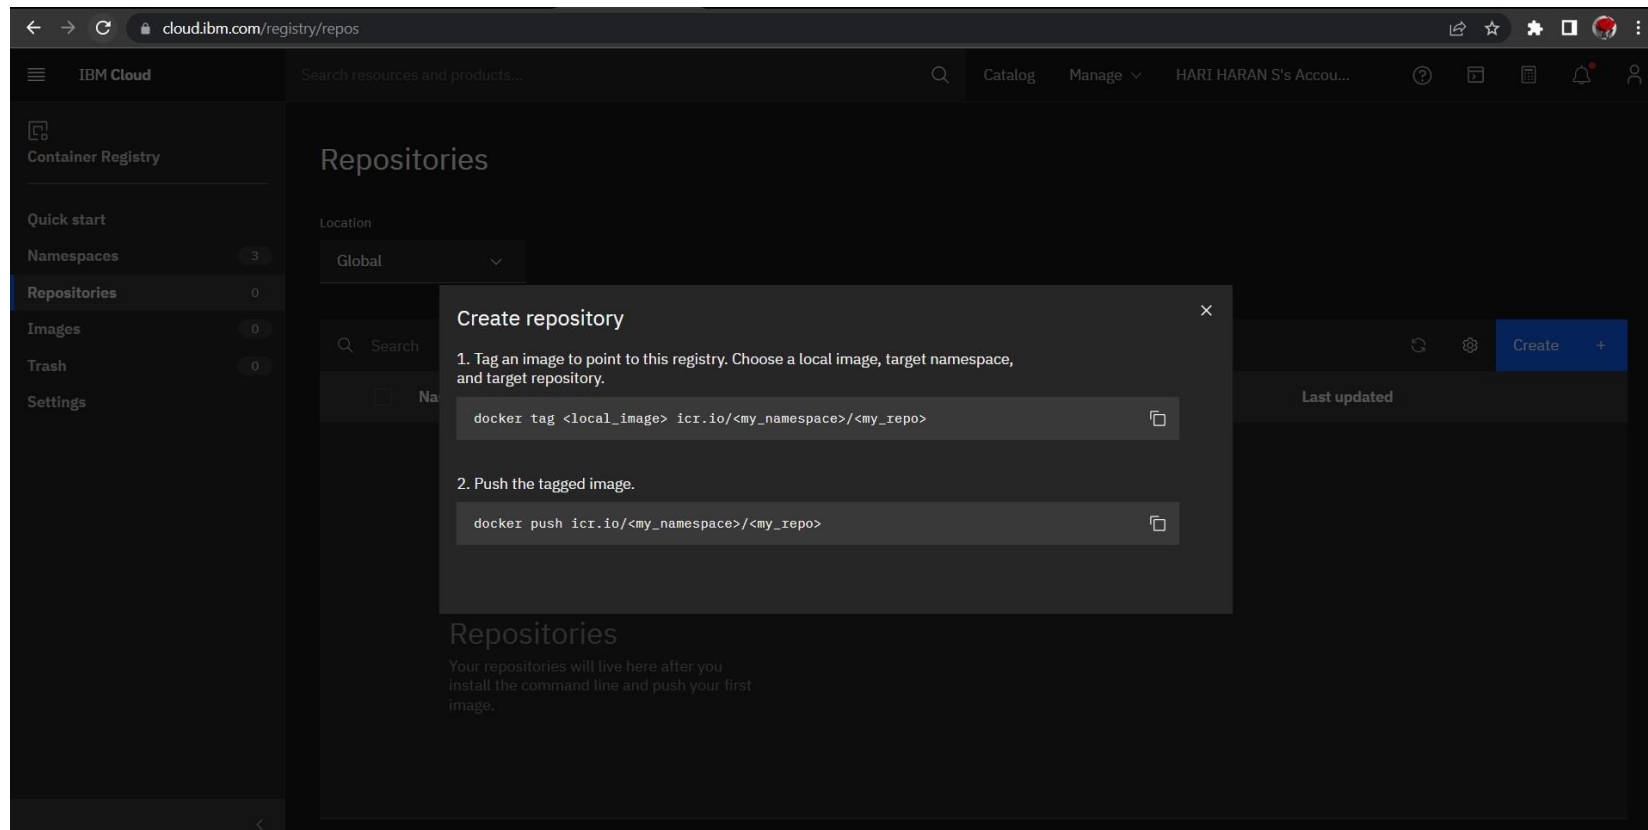 cloud.ibm.com/registry/repos
IBM Cloud
Search resources and products...
Catalog
Manage
HARI HARAN S's Accou...
Container Registry
Quick start
Namespaces 3
Repositories 0
Images 0
Trash 0
Settings
Repositories
Location
Global
Search
Create +
Na
Last updated
Create repository
1. Tag an image to point to this registry. Choose a local image, target namespace,
and target repository.
docker tag <local_image> icr.io/<my_namespace>/<my_repo>
2. Push the tagged image.
docker push icr.io/<my_namespace>/<my_repo>
Repositories
Your repositories will live here after you
install the command line and push your first
image.